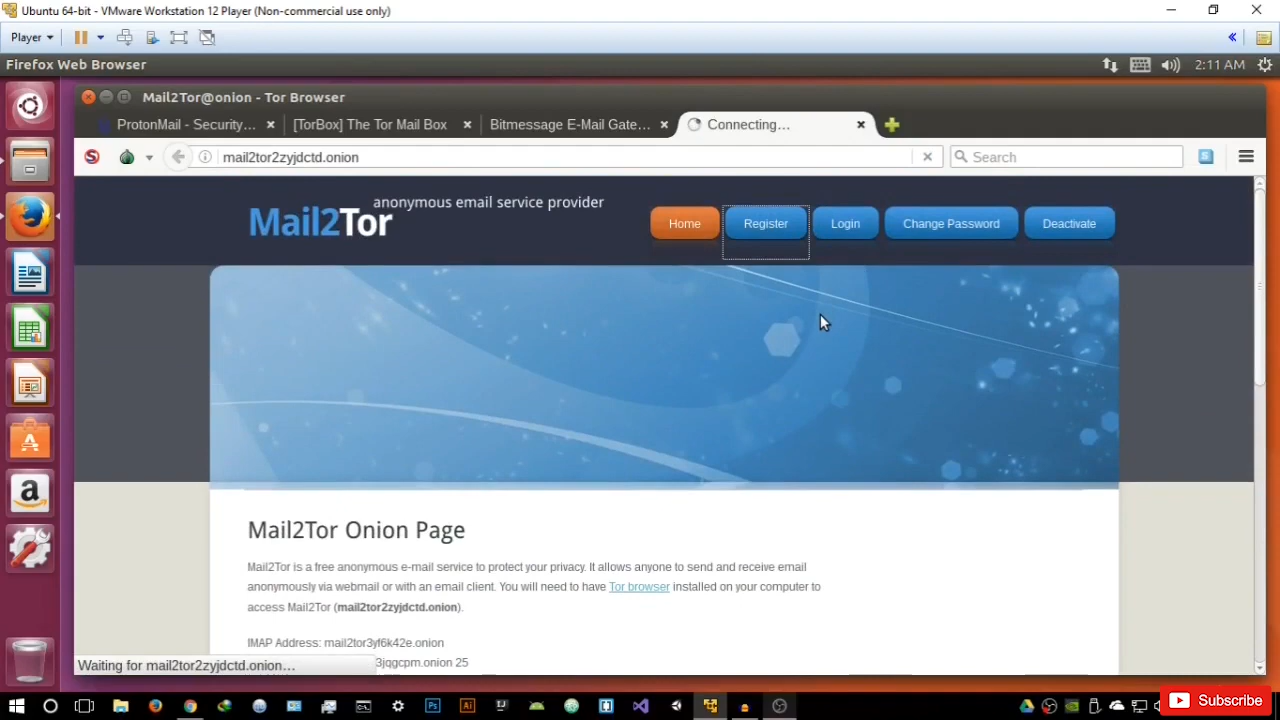 Ubuntu 64-bit - VMware Workstation 12 Player (Non-commercial use only)
Player
Firefox Web Browser
2:11 AM
Mail2Tor@onion - Tor Browser
ProtonMail - Security...
[TorBox] The Tor Mail Box
Bitmessage E-Mail Gate...
Connecting...
mail2tor2zyjdctd.onion
Search
Mail2Tor
anonymous email service provider
Home
Register
Login
Change Password
Deactivate
Mail2Tor Onion Page
Mail2Tor is a free anonymous e-mail service to protect your privacy. It allows anyone to send and receive email
anonymously via webmail or with an email client. You will need to have Tor browser installed on your computer to
access Mail2Tor (mail2tor2zyjdctd.onion).
IMAP Address: mail2tor3yf6k42e.onion
3jqgcpm.onion 25
Waiting for mail2tor2zyjdctd.onion...
Subscribe